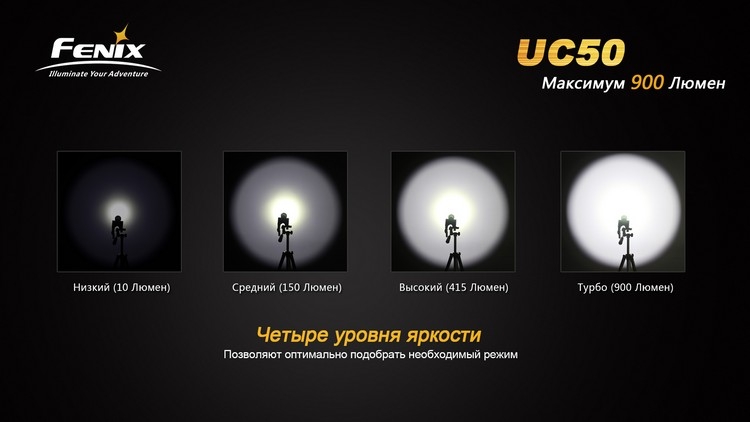 FENIX
Illuminate Your Adventure
UC50
Максимум 900 Люмен
Низкий (10 Люмен)
Средний (150 Люмен)
Высокий (415 Люмен)
Турбо (900 Люмен)
Четыре уровня яркости
Позволяют оптимально подобрать необходимый режим